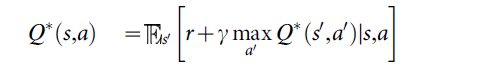 Q*(s,a) = 𝔼s′[r+γ max a′ Q*(s′,a′)|s,a]